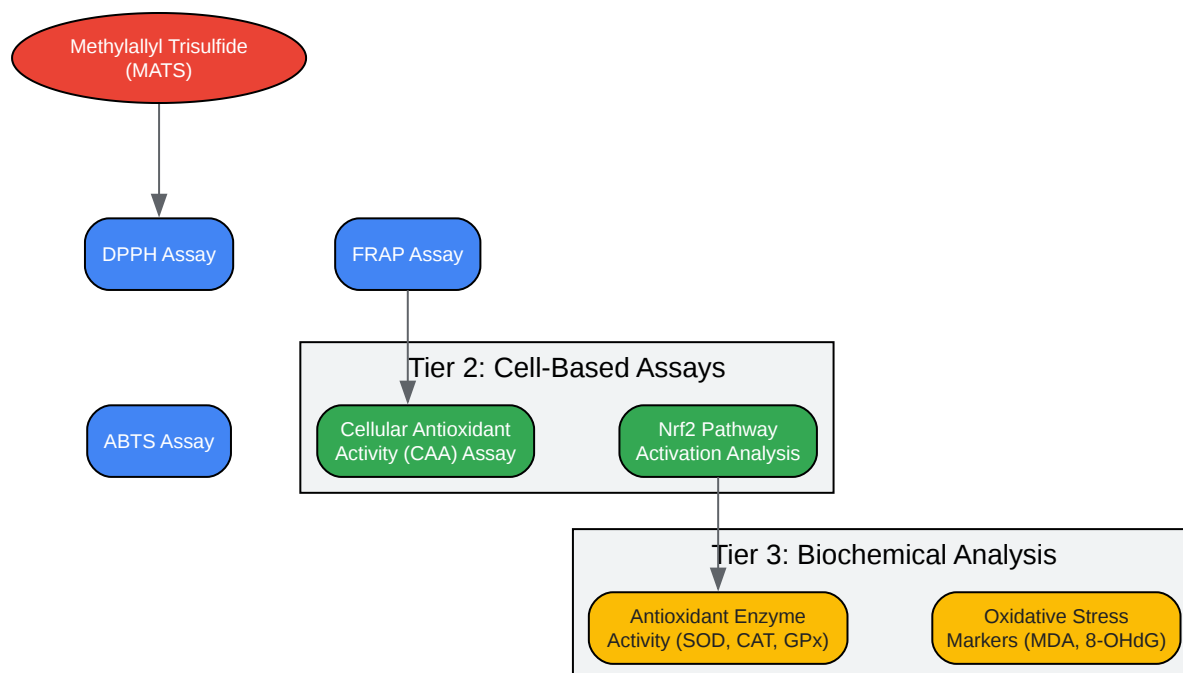 Methylallyl Trisulfide
(MATS)
DPPH Assay
FRAP Assay
Tier 2: Cell-Based Assays
ABTS Assay
Cellular Antioxidant
Activity (CAA) Assay
Nrf2 Pathway
Activation Analysis
Tier 3: Biochemical Analysis
Antioxidant Enzyme
Activity (SOD, CAT, GPx)
Oxidative Stress
Markers (MDA, 8-OHdG)